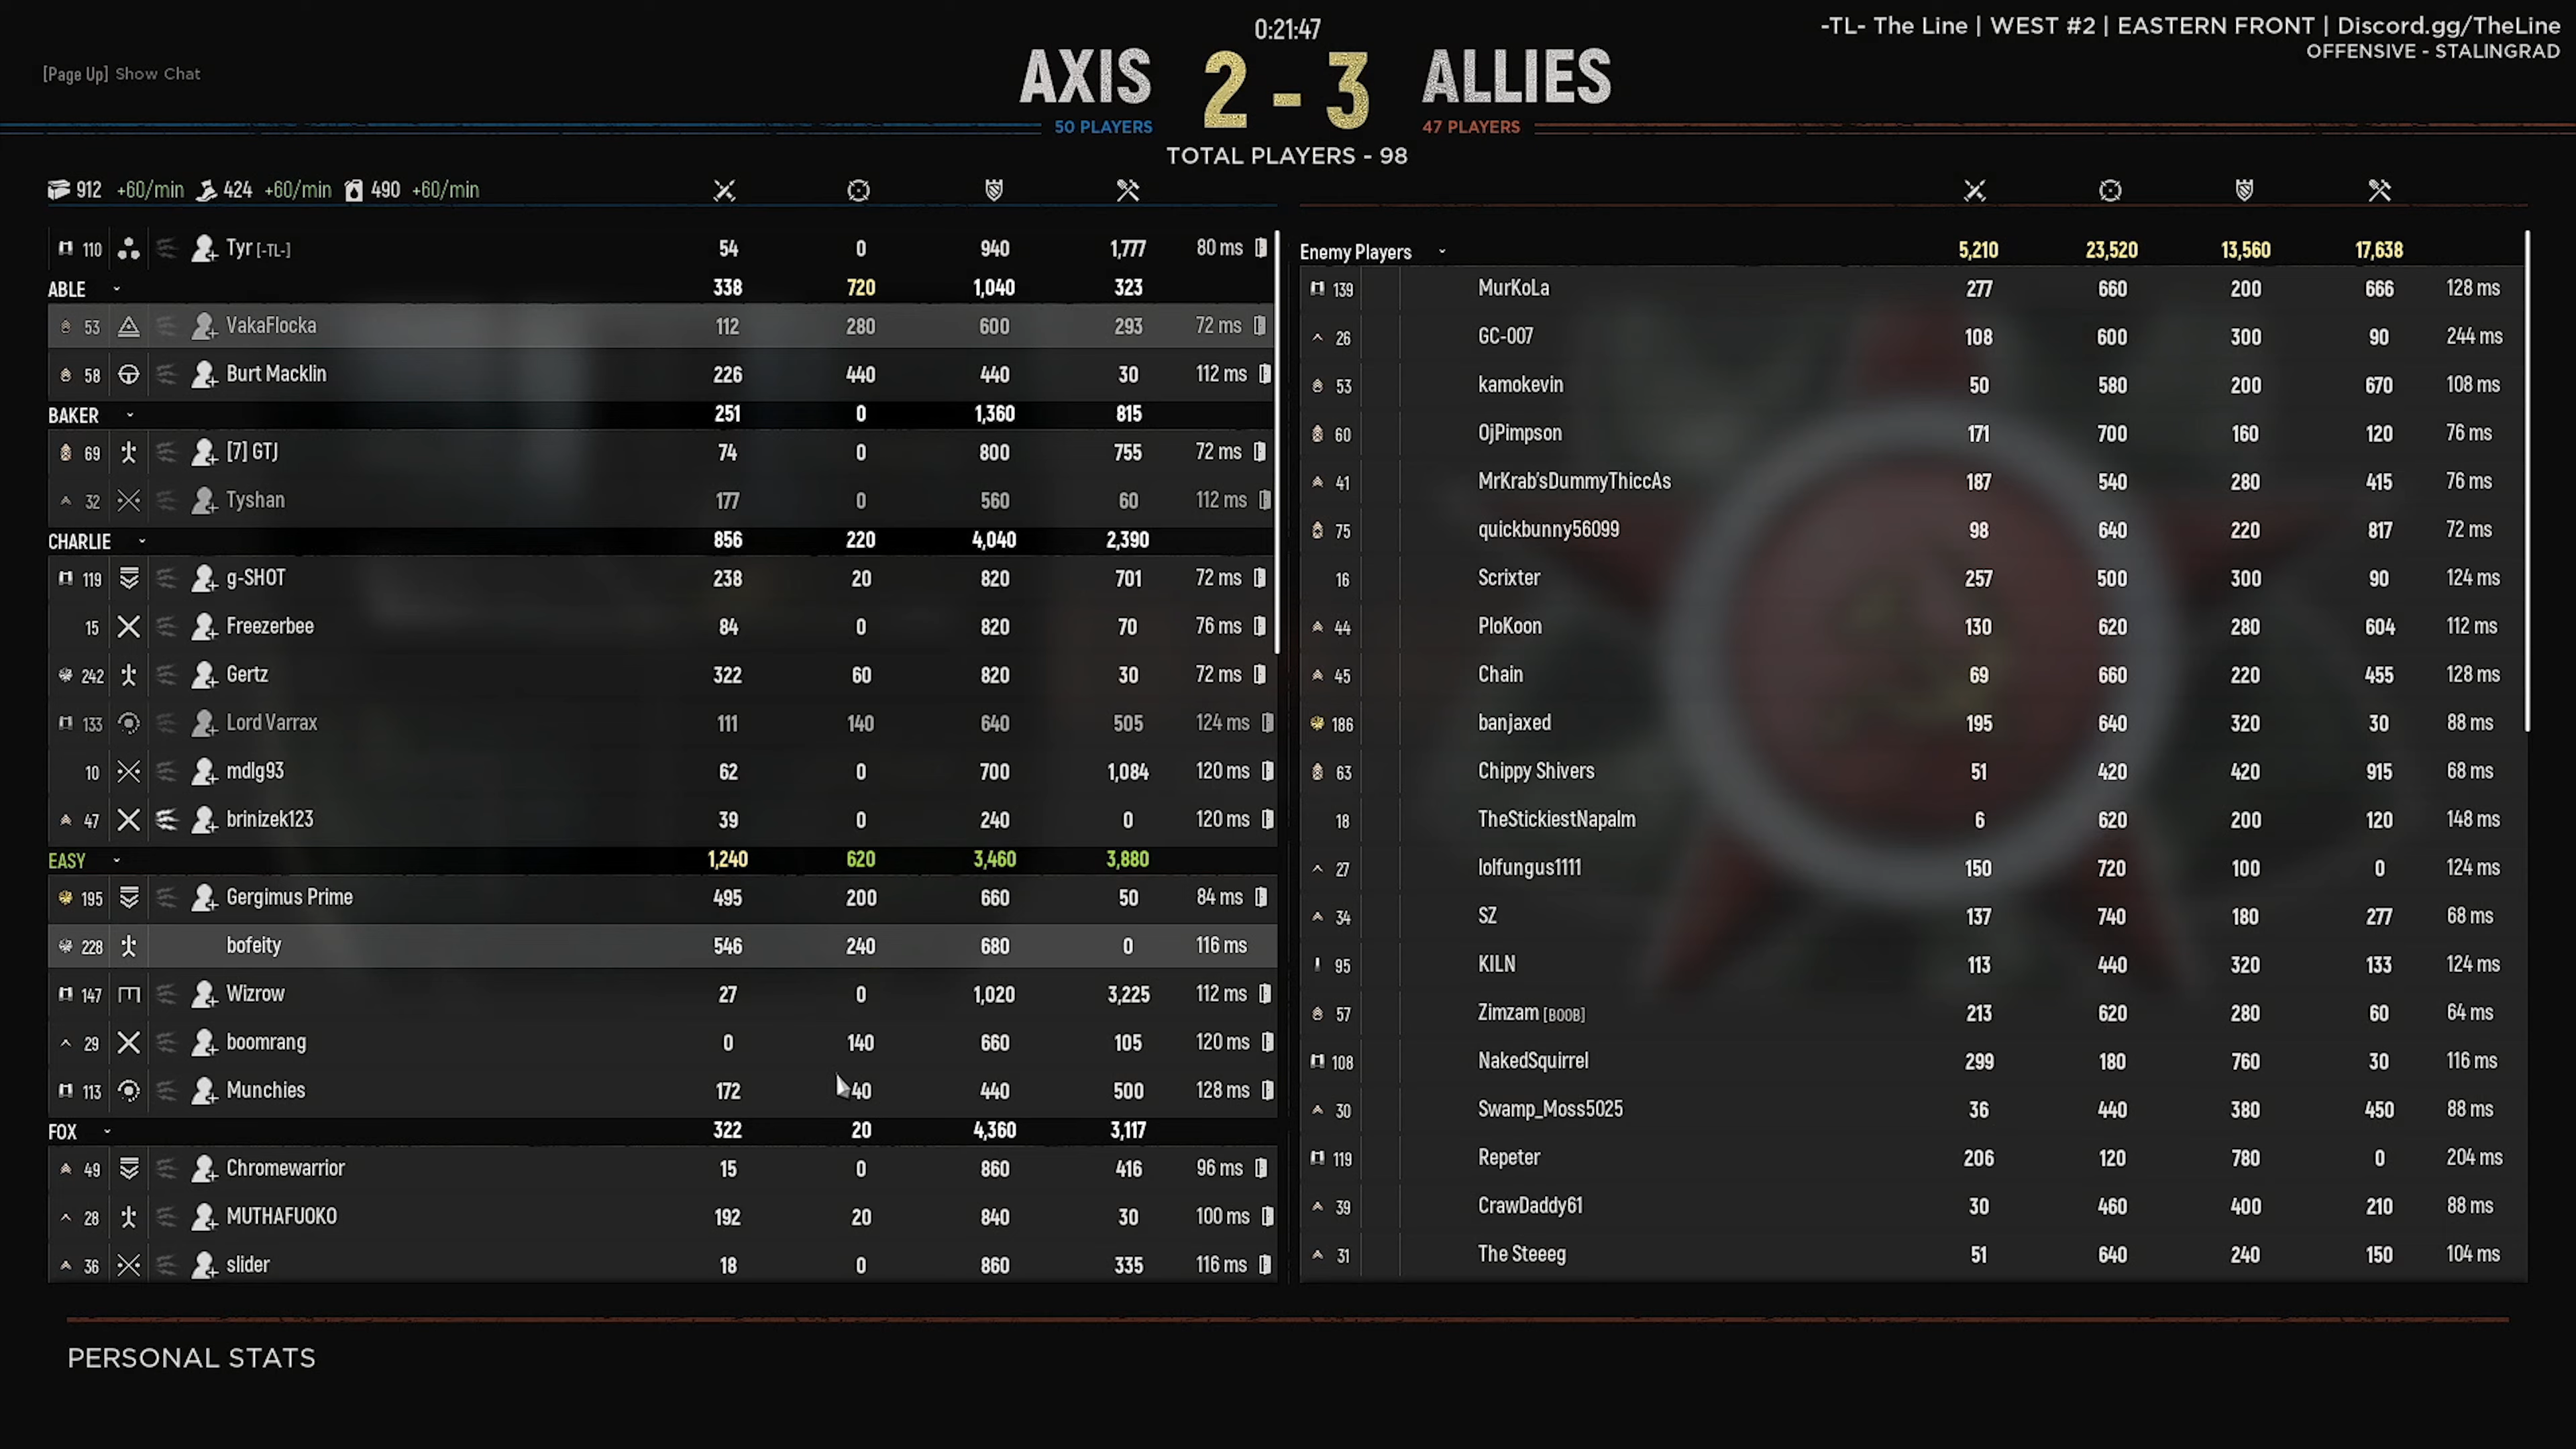 [Page Up] Show Chat
0:21:47
AXIS 2 - 3 ALLIES
50 PLAYERS 47 PLAYERS
TOTAL PLAYERS - 98
-TL- The Line | WEST #2 | EASTERN FRONT | Discord.gg/TheLine
OFFENSIVE - STALINGRAD
912 +60/min 424 +60/min 490 +60/min
110 Tyr [-TL-] 54 0 940 1,777 80 ms
ABLE 338 720 1,040 323
53 VakaFlocka 112 280 600 293 72 ms
58 Burt Macklin 226 440 440 30 112 ms
BAKER 251 0 1,360 815
69 [7] GTJ 74 0 800 755 72 ms
32 Tyshan 177 0 560 60 112 ms
CHARLIE 856 220 4,040 2,390
119 g-SHOT 238 20 820 701 72 ms
15 Freezerbee 84 0 820 70 76 ms
242 Gertz 322 60 820 30 72 ms
133 Lord Varrax 111 140 640 505 124 ms
10 mdlg93 62 0 700 1,084 120 ms
47 brinizek123 39 0 240 0 120 ms
EASY 1,240 620 3,460 3,880
195 Gergimus Prime 495 200 660 50 84 ms
228 bofeity 546 240 680 0 116 ms
147 Wizrow 27 0 1,020 3,225 112 ms
29 boomrang 0 140 660 105 120 ms
113 Munchies 172 40 440 500 128 ms
FOX 322 20 4,360 3,117
49 Chromewarrior 15 0 860 416 96 ms
28 MUTHAFUOKO 192 20 840 30 100 ms
36 slider 18 0 860 335 116 ms
Enemy Players 5,210 23,520 13,560 17,638
139 MurKoLa 277 660 200 666 128 ms
26 GC-007 108 600 300 90 244 ms
53 kamokevin 50 580 200 670 108 ms
60 OjPimpson 171 700 160 120 76 ms
41 MrKrab'sDummyThiccAs 187 540 280 415 76 ms
75 quickbunny56099 98 640 220 817 72 ms
16 Scrixter 257 500 300 90 124 ms
44 PloKoon 130 620 280 604 112 ms
45 Chain 69 660 220 455 128 ms
186 banjaxed 195 640 320 30 88 ms
63 Chippy Shivers 51 420 420 915 68 ms
18 TheStickiestNapalm 6 620 200 120 148 ms
27 lolfungus1111 150 720 100 0 124 ms
34 SZ 137 740 180 277 68 ms
95 KILN 113 440 320 133 124 ms
57 Zimzam [BOOB] 213 620 280 60 64 ms
108 NakedSquirrel 299 180 760 30 116 ms
30 Swamp_Moss5025 36 440 380 450 88 ms
119 Repeter 206 120 780 0 204 ms
39 CrawDaddy61 30 460 400 210 88 ms
31 The Steeeg 51 640 240 150 104 ms
PERSONAL STATS